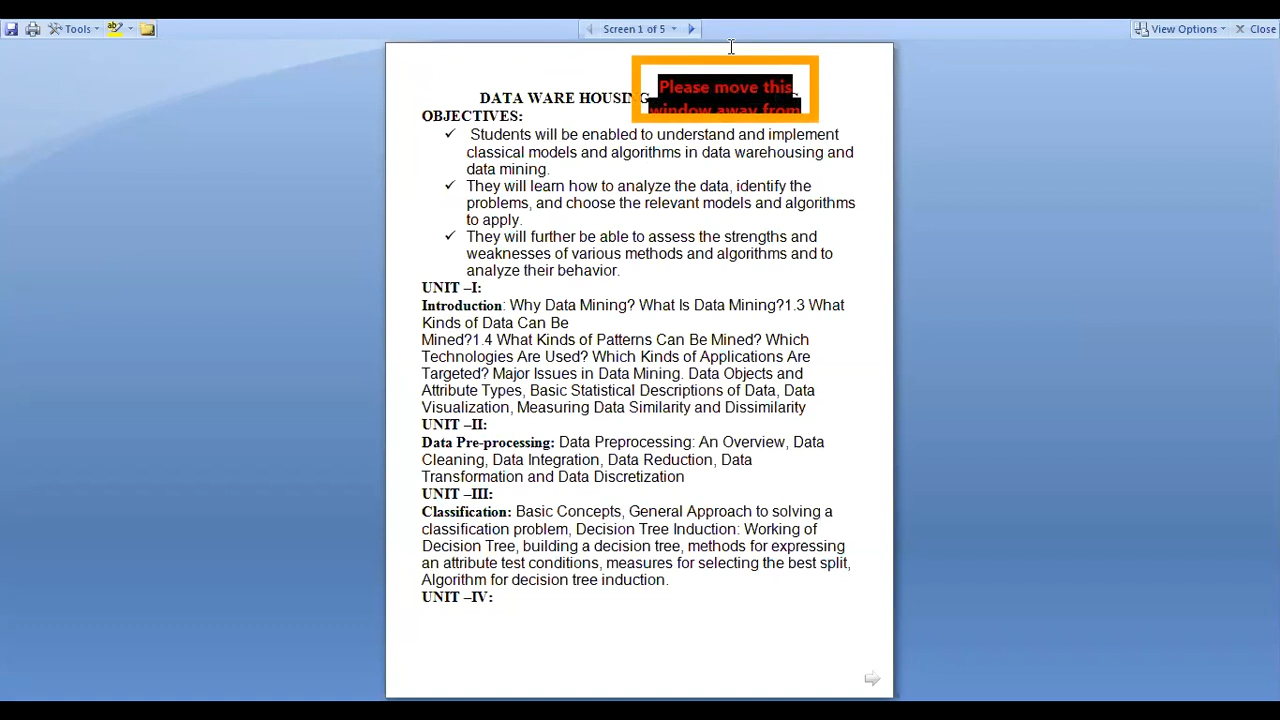 Tools
Screen 1 of 5
View Options
Close
Please move this
window away from
DATA WARE HOUSING
OBJECTIVES:
✓ Students will be enabled to understand and implement
classical models and algorithms in data warehousing and
data mining.
✓ They will learn how to analyze the data, identify the
problems, and choose the relevant models and algorithms
to apply.
✓ They will further be able to assess the strengths and
weaknesses of various methods and algorithms and to
analyze their behavior.
UNIT –I:
Introduction: Why Data Mining? What Is Data Mining?1.3 What
Kinds of Data Can Be
Mined?1.4 What Kinds of Patterns Can Be Mined? Which
Technologies Are Used? Which Kinds of Applications Are
Targeted? Major Issues in Data Mining. Data Objects and
Attribute Types, Basic Statistical Descriptions of Data, Data
Visualization, Measuring Data Similarity and Dissimilarity
UNIT –II:
Data Pre-processing: Data Preprocessing: An Overview, Data
Cleaning, Data Integration, Data Reduction, Data
Transformation and Data Discretization
UNIT –III:
Classification: Basic Concepts, General Approach to solving a
classification problem, Decision Tree Induction: Working of
Decision Tree, building a decision tree, methods for expressing
an attribute test conditions, measures for selecting the best split,
Algorithm for decision tree induction.
UNIT –IV: